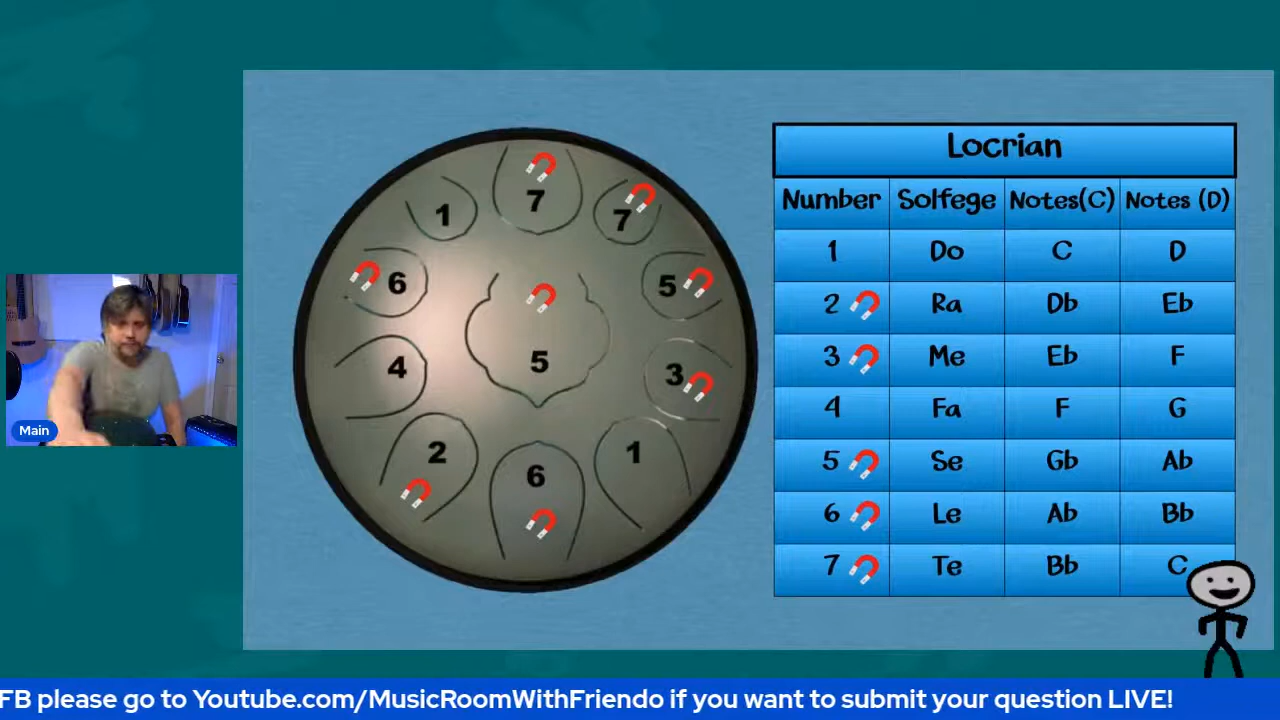 Locrian
Number Solfege Notes(C) Notes (D)
1 Do C D
2 Ra Db Eb
3 Me Eb F
4 Fa F G
5 Se Gb Ab
6 Le Ab Bb
7 Te Bb C
7
1 7
6 5
5
4 3
2 1
6
Main
FB please go to Youtube.com/MusicRoomWithFriendo if you want to submit your question LIVE!